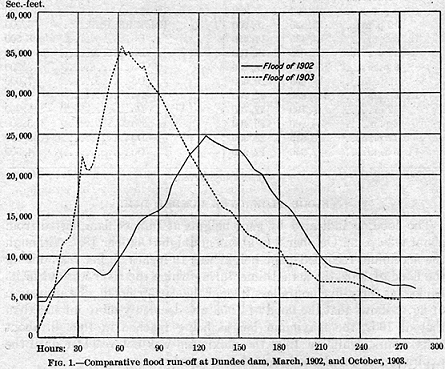 Sec.-feet.
40,000
35,000
30,000
25,000
20,000
15,000
10,000
5,000
0
Flood of 1902
Flood of 1903
Hours: 30 60 90 120 150 180 210 240 270 300
FIG. 1.—Comparative flood run-off at Dundee dam, March, 1902, and October, 1903.